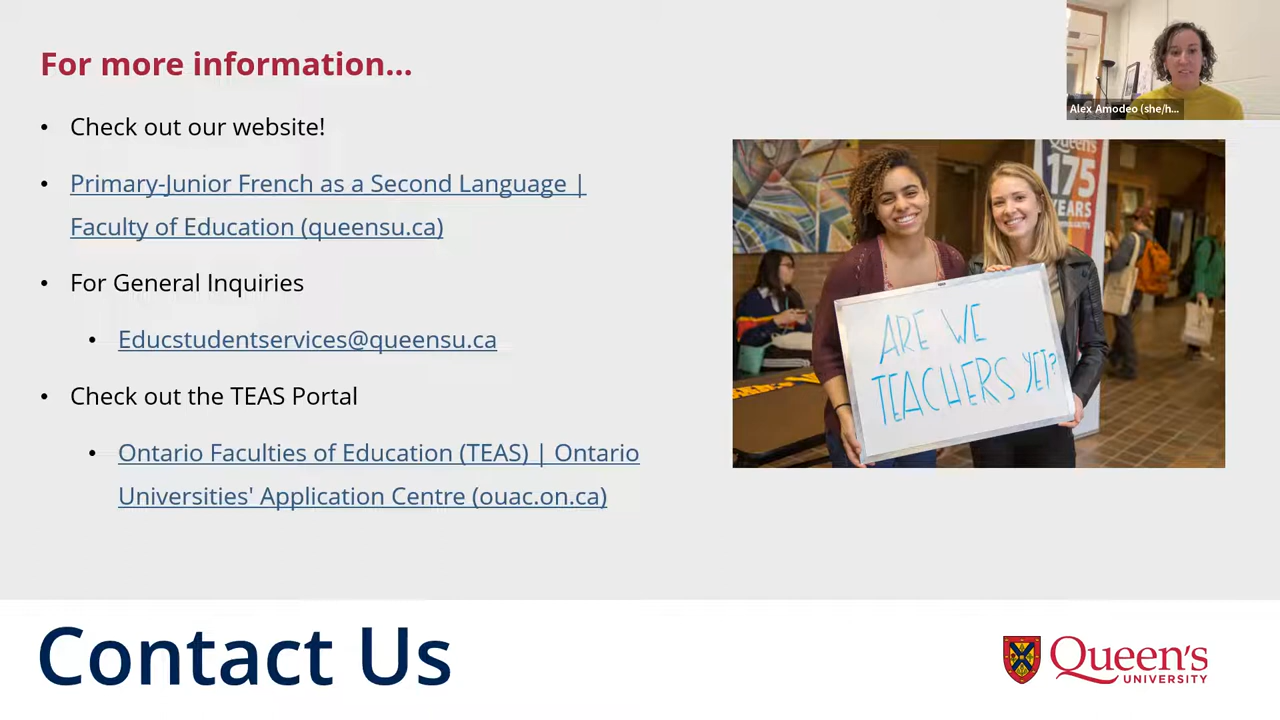 For more information...
Alex Amodeo (she/h...
• Check out our website!
• Primary-Junior French as a Second Language |
Faculty of Education (queensu.ca)
• For General Inquiries
• Educstudentservices@queensu.ca
• Check out the TEAS Portal
• Ontario Faculties of Education (TEAS) | Ontario
Universities' Application Centre (ouac.on.ca)
Queen's
175
YEARS
ARE WE
TEACHERS YET?
Contact Us
Queen's
UNIVERSITY